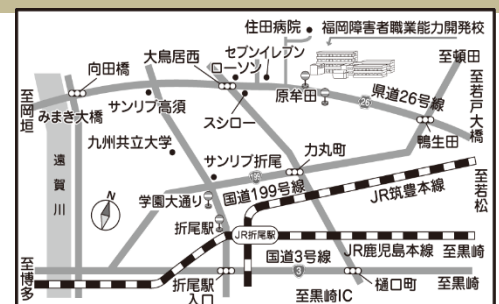 住田病院
福岡障害者職業能力開発校
セブンイレブン
大鳥居西
ローソン
至頓田
向田橋
至岡垣
みまき大橋
サンリブ高須
スシロー
原牟田
26
県道26号線
至若戸大橋
鴨生田
九州共立大学
サンリブ折尾
力丸町
遠賀川
N
学園大通り
199
国道199号線
JR筑豊本線
至若松
折尾駅
JR折尾駅
JR鹿児島本線
至黒崎
至博多
折尾駅入口
国道3号線
3
至黒崎
至黒崎IC
樋口町